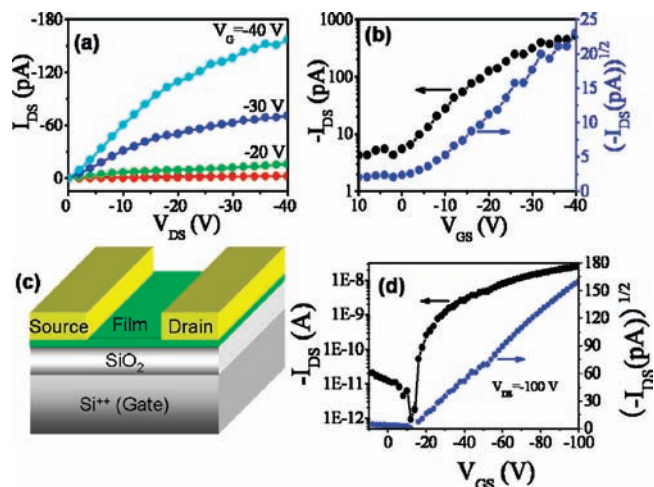 (a)
V_G=-40 V
-30 V
-20 V
-180
-120
-60
0
I_DS (pA)
0 -10 -20 -30 -40
V_DS (V)
(b)
1000
100
10
1
-I_DS (pA)
25
20
15
10
5
0
(-I_DS(pA))^1/2
10 0 -10 -20 -30 -40
V_GS (V)
(c)
Source Film Drain
SiO₂
Si⁺⁺ (Gate)
(d)
1E-8
1E-9
1E-10
1E-11
1E-12
-I_DS (A)
V_DS=-100 V
180
150
120
90
60
30
0
(-I_DS(pA))^1/2
0 -20 -40 -60 -80 -100
V_GS (V)